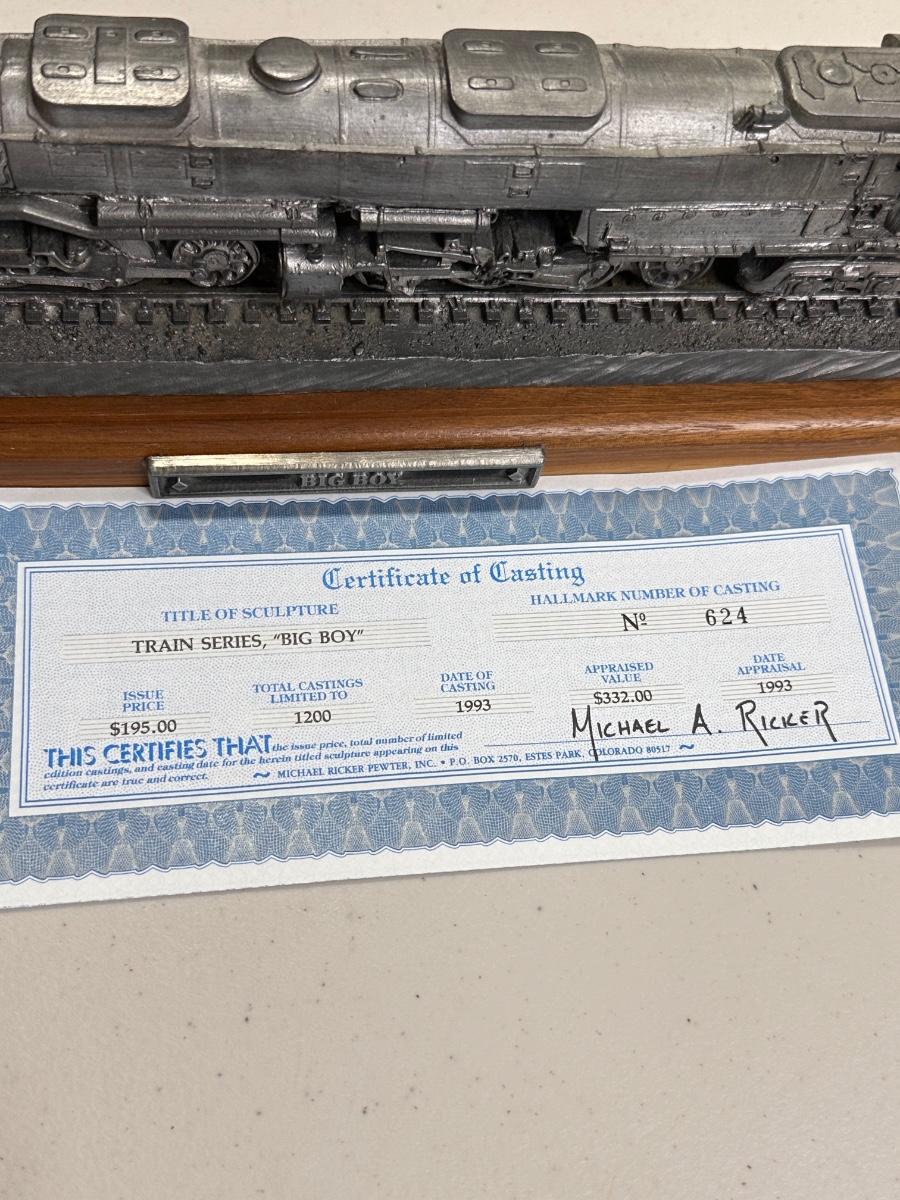 BIG BOY
Certificate of Casting
TITLE OF SCULPTURE
TRAIN SERIES, “BIG BOY”
HALLMARK NUMBER OF CASTING
Nº 624
ISSUE
PRICE
$195.00
TOTAL CASTINGS
LIMITED TO
1200
DATE OF
CASTING
1993
APPRAISED
VALUE
$332.00
DATE
APPRAISAL
1993
THIS CERTIFIES THAT the issue price, total number of limited
edition castings, and casting date for the herein titled sculpture appearing on this
certificate are true and correct.
MICHAEL A. RICKER
~ MICHAEL RICKER PEWTER, INC. • P.O. BOX 2570, ESTES PARK, COLORADO 80517 ~